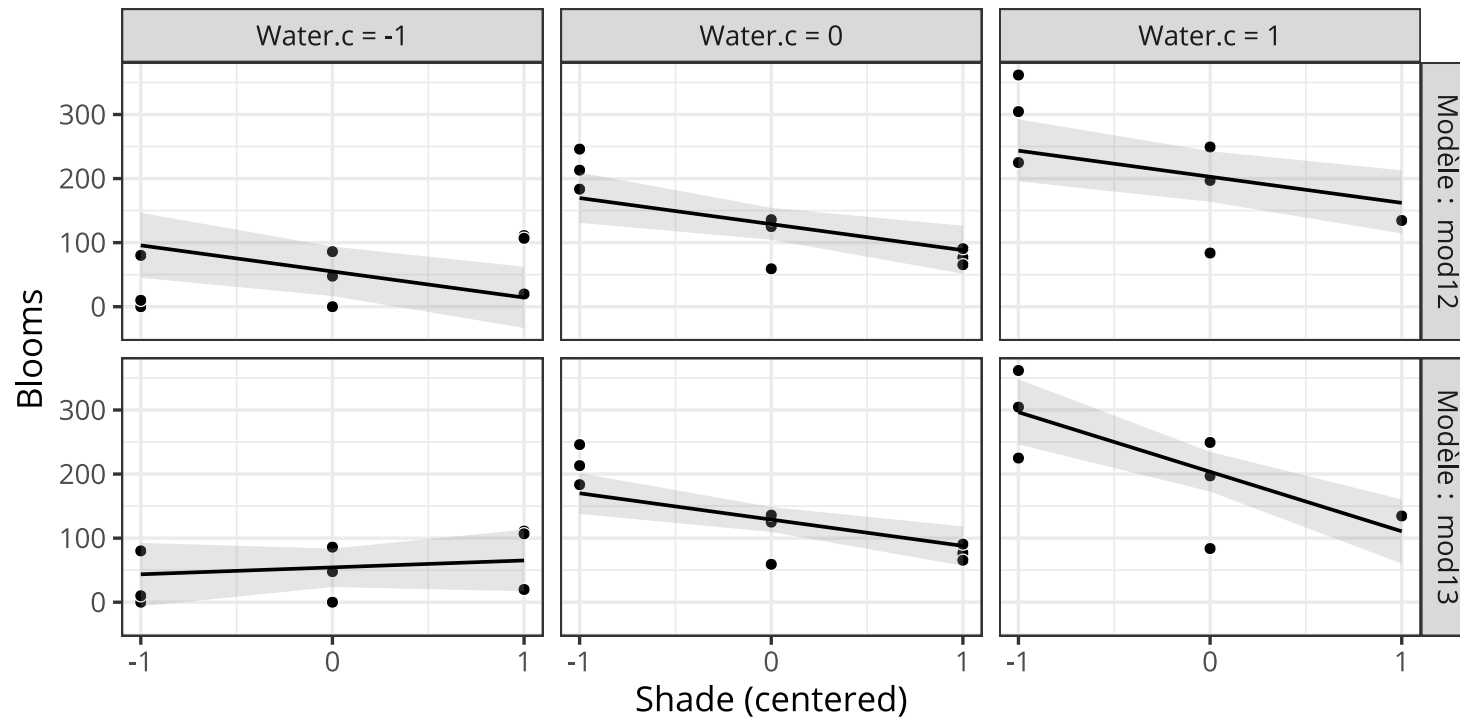 Water.c = -1
Water.c = 0
Water.c = 1
Blooms
300
200
100
0
Modèle : mod12
300
200
100
0
Modèle : mod13
-1
0
1
-1
0
1
-1
0
1
Shade (centered)